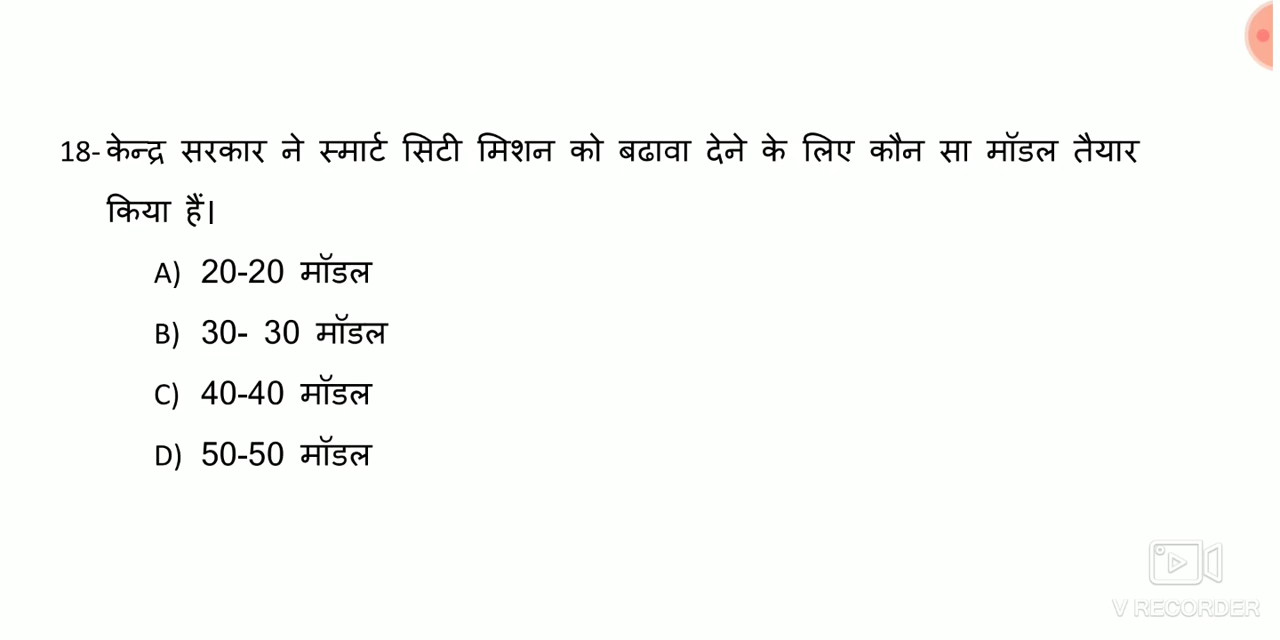 18- केन्द्र सरकार ने स्मार्ट सिटी मिशन को बढावा देने के लिए कौन सा मॉडल तैयार
किया हैं।
A) 20-20 मॉडल
B) 30- 30 मॉडल
C) 40-40 मॉडल
D) 50-50 मॉडल
V RECORDER